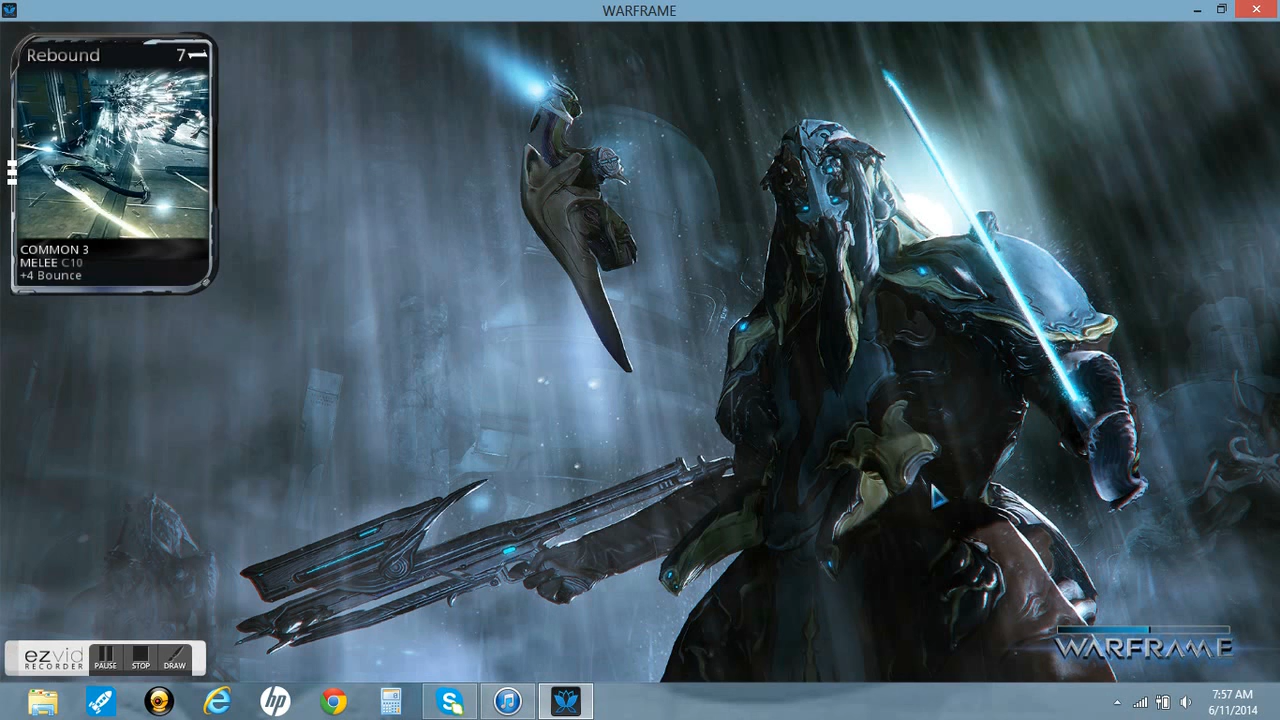 WARFRAME
Rebound 7
COMMON 3
MELEE C10
+4 Bounce
WARFRAME
ezvid
RECORDER
PAUSE STOP DRAW
hp
7:57 AM
6/11/2014